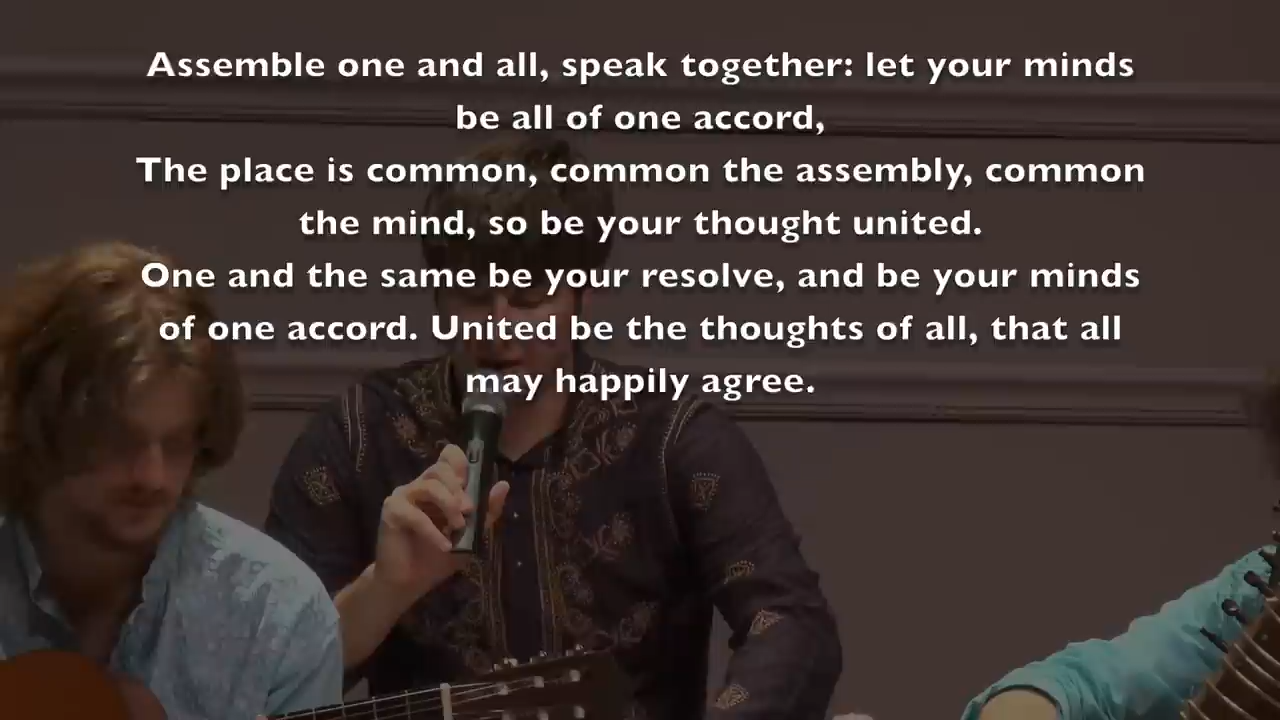 Assemble one and all, speak together: let your minds
be all of one accord,
The place is common, common the assembly, common
the mind, so be your thought united.
One and the same be your resolve, and be your minds
of one accord. United be the thoughts of all, that all
may happily agree.